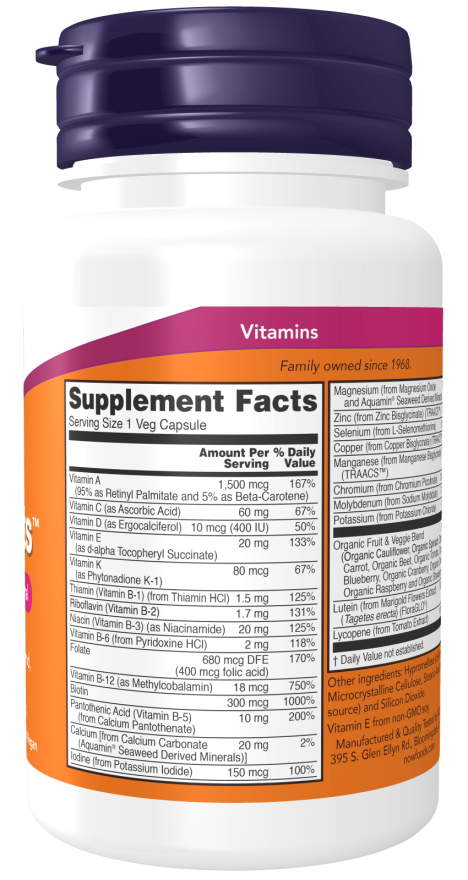 Vitamins
Family owned since 1968.
Supplement Facts
Serving Size 1 Veg Capsule
Amount Per % Daily
Serving Value
Vitamin A 1,500 mcg 167%
(95% as Retinyl Palmitate and 5% as Beta-Carotene)
Vitamin C (as Ascorbic Acid) 60 mg 67%
Vitamin D (as Ergocalciferol) 10 mcg (400 IU) 50%
Vitamin E 20 mg 133%
(as d-alpha Tocopheryl Succinate)
Vitamin K 80 mcg 67%
(as Phytonadione K-1)
Thiamin (Vitamin B-1) (from Thiamin HCl) 1.5 mg 125%
Riboflavin (Vitamin B-2) 1.7 mg 131%
Niacin (Vitamin B-3) (as Niacinamide) 20 mg 125%
Vitamin B-6 (from Pyridoxine HCl) 2 mg 118%
Folate 680 mcg DFE 170%
(400 mcg folic acid)
Vitamin B-12 (as Methylcobalamin) 18 mcg 750%
Biotin 300 mcg 1000%
Pantothenic Acid (Vitamin B-5) 10 mg 200%
(from Calcium Pantothenate)
Calcium [from Calcium Carbonate 20 mg 2%
(Aquamin® Seaweed Derived Minerals)]
Iodine (from Potassium Iodide) 150 mcg 100%
Magnesium (from Magnesium Oxide
and Aquamin® Seaweed Derived
Zinc (from Zinc Bisglycinate)
Selenium (from L-Selenomethionine)
Copper (from Copper Bisglycinate)
Manganese (from Manganese
(TRAACS™)
Chromium (from Chromium Picolinate)
Molybdenum (from Sodium Molybdate)
Potassium (from Potassium Chloride)
Organic Fruit & Veggie Blend
(Organic Cauliflower, Organic
Carrot, Organic Beet, Organic
Blueberry, Organic Cranberry,
Organic Raspberry and Organic
Lutein (from Marigold Flowers
(Tagetes erecta) (FloraGLO®)
Lycopene (from Tomato Extract)
† Daily Value not established.
Other ingredients: Hypromellose
Microcrystalline Cellulose,
source) and Silicon Dioxide.
Vitamin E from non-GMO soy.
Manufactured & Quality Tested
395 S. Glen Ellyn Rd., Bloomingdale
nowfoods.com